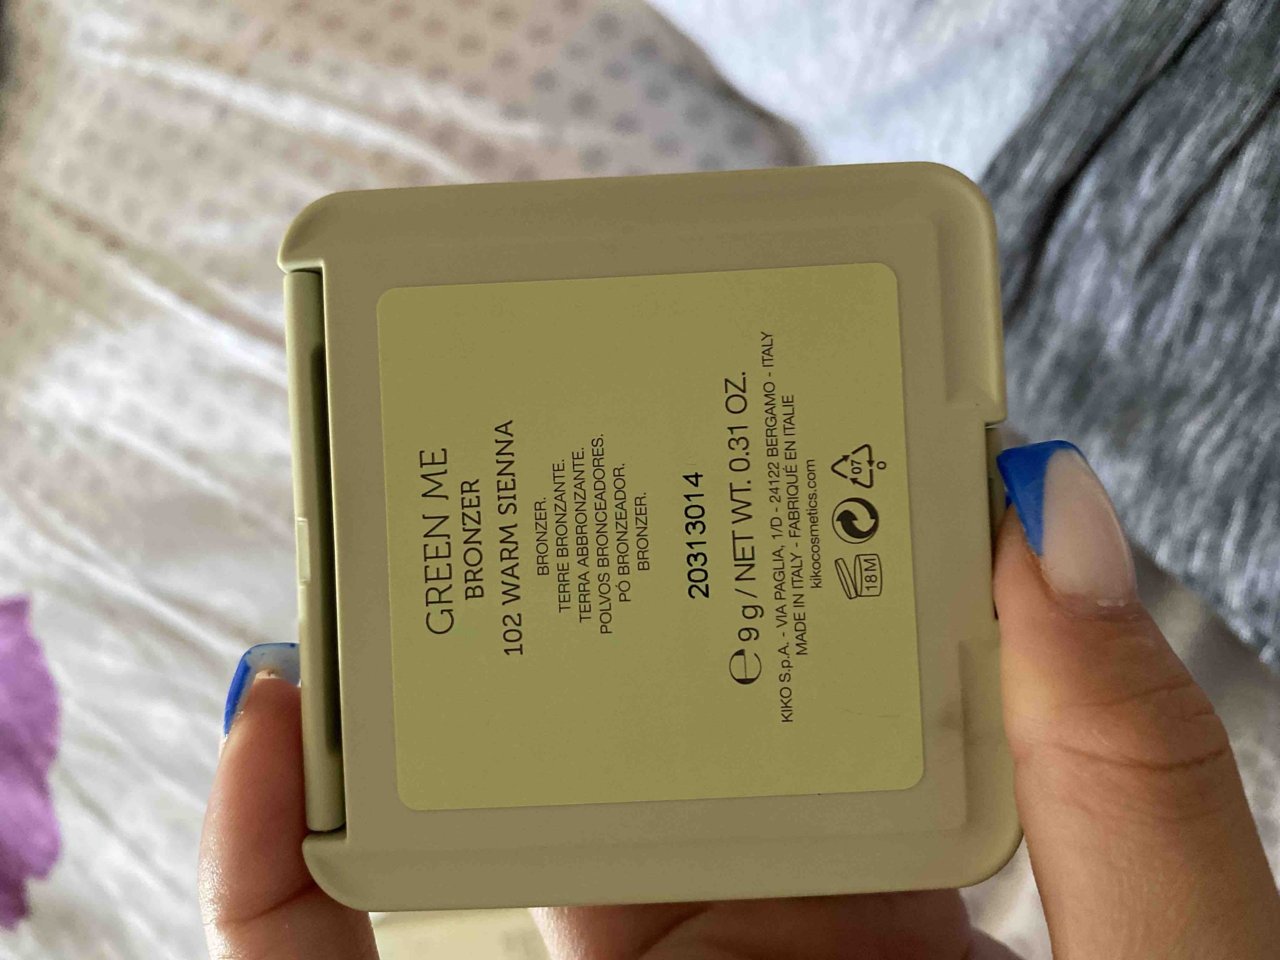 GREEN ME
BRONZER
102 WARM SIENNA
BRONZER.
TERRE BRONZANTE.
TERRA ABBRONZANTE.
POLVOS BRONCEADORES.
PÓ BRONZEADOR.
BRONZER.
20313014
℮ 9 g / NET WT. 0.31 OZ.
KIKO S.p.A. - VIA PAGLIA, 1/D - 24122 BERGAMO - ITALY
MADE IN ITALY - FABRIQUÉ EN ITALIE
kikocosmetics.com
18M 07
O